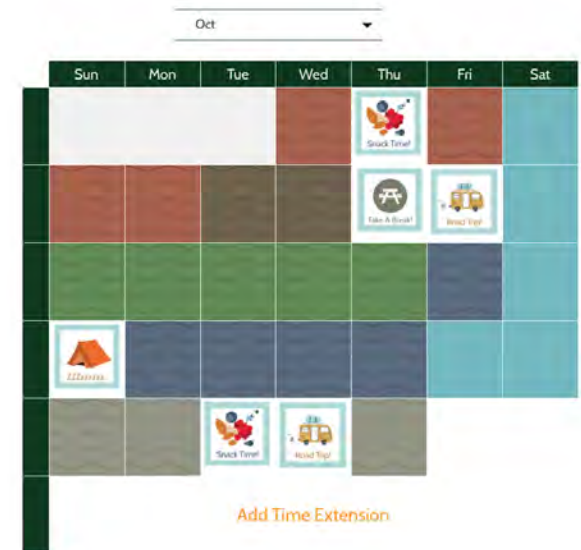 Oct
Sun Mon Tue Wed Thu Fri Sat
Snack Time!
Take A Break! Road Trip!
Snack Time! Road Trip!
Add Time Extension